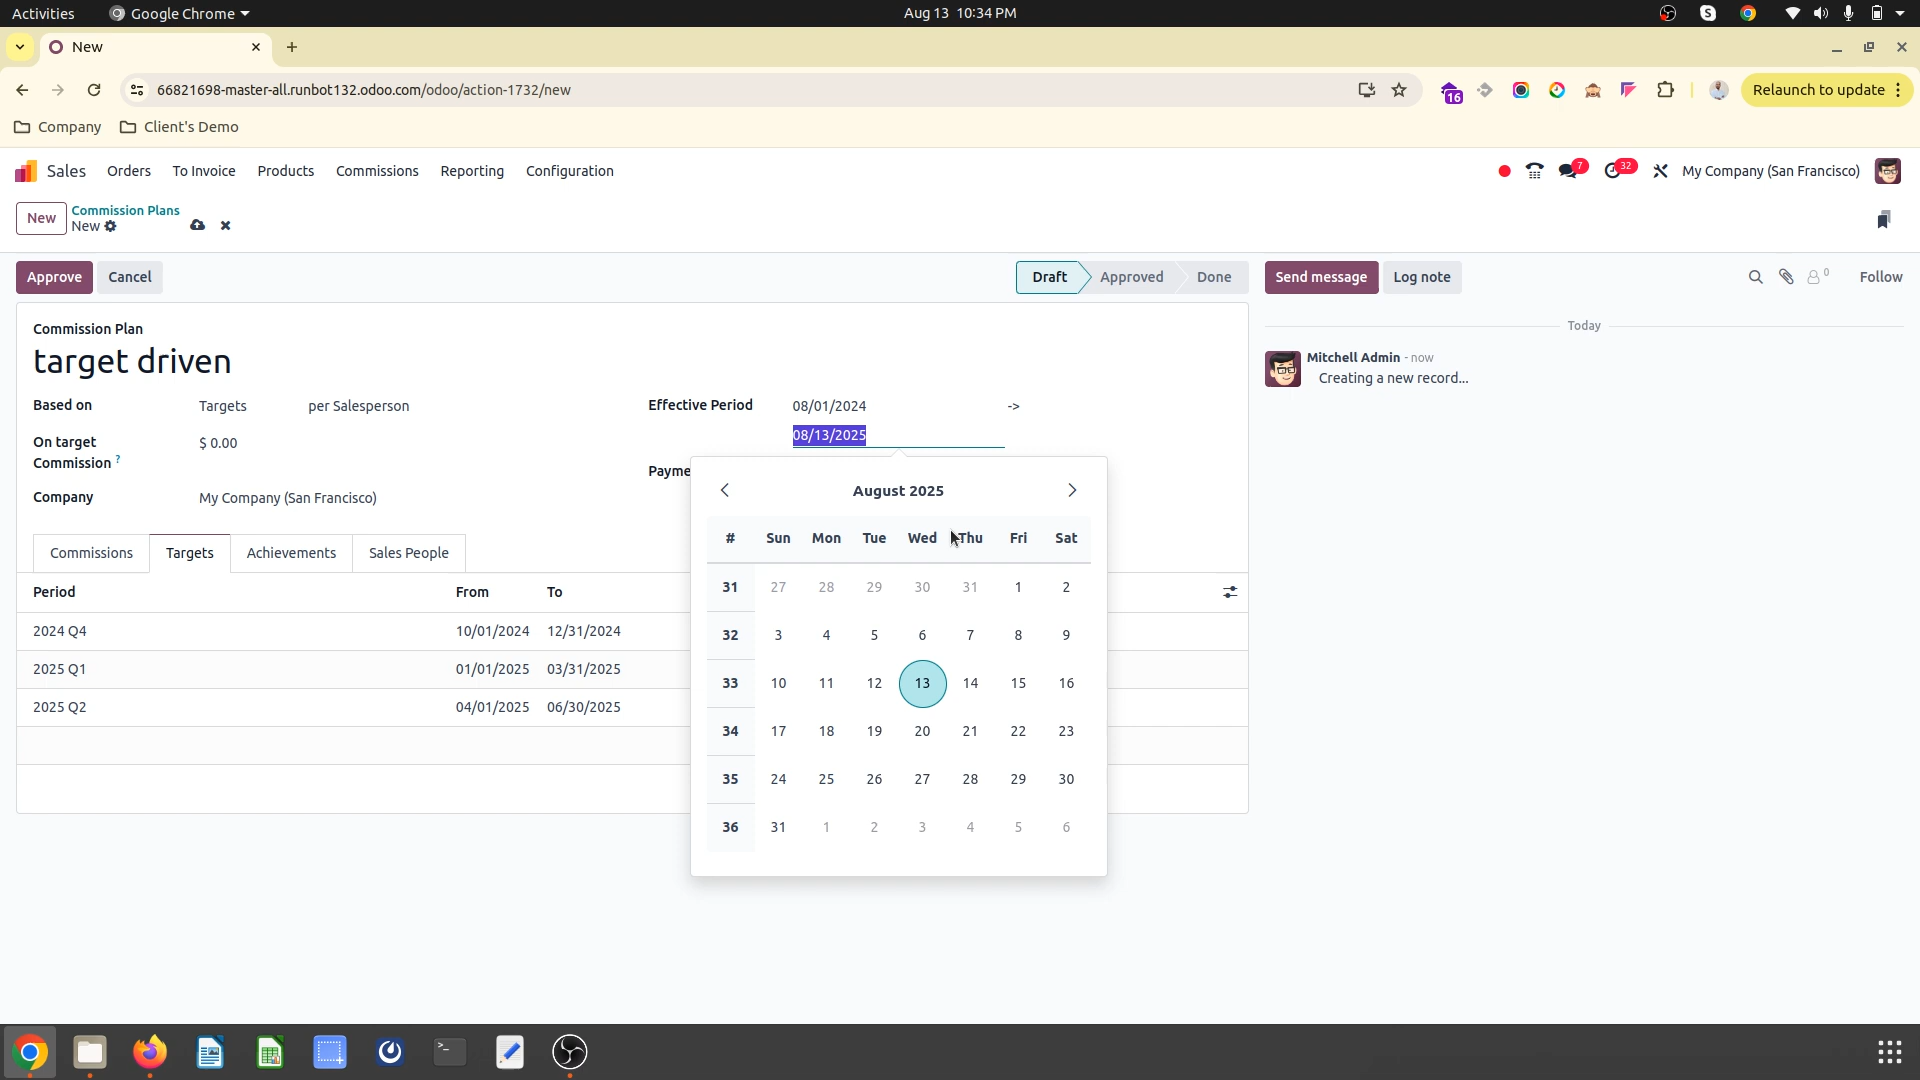 Activities Google Chrome Aug 13 10:34 PM S
New
66821698-master-all.runbot132.odoo.com/odoo/action-1732/new 16 Relaunch to update
Company Client's Demo
Sales Orders To Invoice Products Commissions Reporting Configuration 7 32 My Company (San Francisco)
New Commission Plans
New
Approve Cancel Draft Approved Done Send message Log note 0 Follow
Today
Commission Plan
target driven
Mitchell Admin - now
Creating a new record...
Based on Targets per Salesperson Effective Period 08/01/2024 ->
08/13/2025
On target
Commission ? $ 0.00
Payme
Company My Company (San Francisco)
August 2025
Commissions Targets Achievements Sales People
# Sun Mon Tue Wed Thu Fri Sat
Period From To
31 27 28 29 30 31 1 2
2024 Q4 10/01/2024 12/31/2024
32 3 4 5 6 7 8 9
2025 Q1 01/01/2025 03/31/2025
33 10 11 12 13 14 15 16
2025 Q2 04/01/2025 06/30/2025
34 17 18 19 20 21 22 23
35 24 25 26 27 28 29 30
36 31 1 2 3 4 5 6